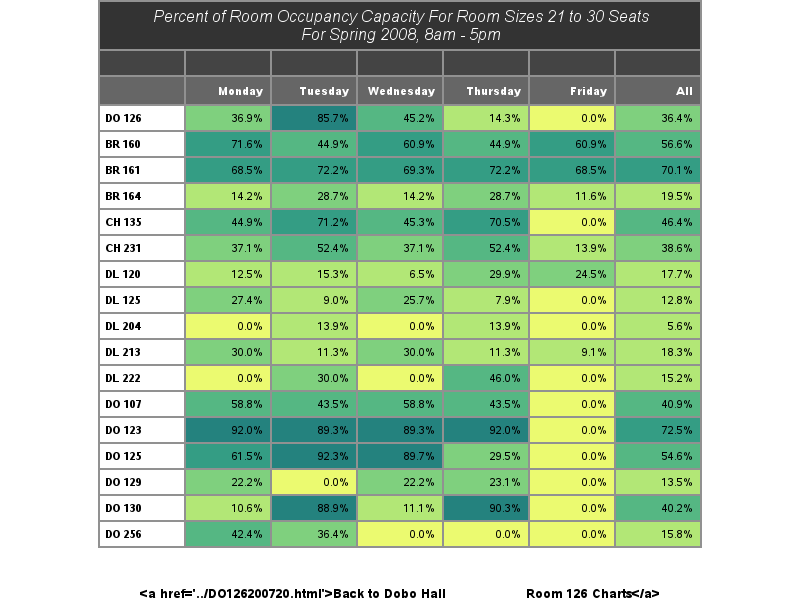 Percent of Room Occupancy Capacity For Room Sizes 21 to 30 Seats
For Spring 2008, 8am - 5pm
Monday Tuesday Wednesday Thursday Friday All
DO 126 36.9% 85.7% 45.2% 14.3% 0.0% 36.4%
BR 160 71.6% 44.9% 60.9% 44.9% 60.9% 56.6%
BR 161 68.5% 72.2% 69.3% 72.2% 68.5% 70.1%
BR 164 14.2% 28.7% 14.2% 28.7% 11.6% 19.5%
CH 135 44.9% 71.2% 45.3% 70.5% 0.0% 46.4%
CH 231 37.1% 52.4% 37.1% 52.4% 13.9% 38.6%
DL 120 12.5% 15.3% 6.5% 29.9% 24.5% 17.7%
DL 125 27.4% 9.0% 25.7% 7.9% 0.0% 12.8%
DL 204 0.0% 13.9% 0.0% 13.9% 0.0% 5.6%
DL 213 30.0% 11.3% 30.0% 11.3% 9.1% 18.3%
DL 222 0.0% 30.0% 0.0% 46.0% 0.0% 15.2%
DO 107 58.8% 43.5% 58.8% 43.5% 0.0% 40.9%
DO 123 92.0% 89.3% 89.3% 92.0% 0.0% 72.5%
DO 125 61.5% 92.3% 89.7% 29.5% 0.0% 54.6%
DO 129 22.2% 0.0% 22.2% 23.1% 0.0% 13.5%
DO 130 10.6% 88.9% 11.1% 90.3% 0.0% 40.2%
DO 256 42.4% 36.4% 0.0% 0.0% 0.0% 15.8%
<a href='../DO126200720.html'>Back to Dobo Hall Room 126 Charts</a>